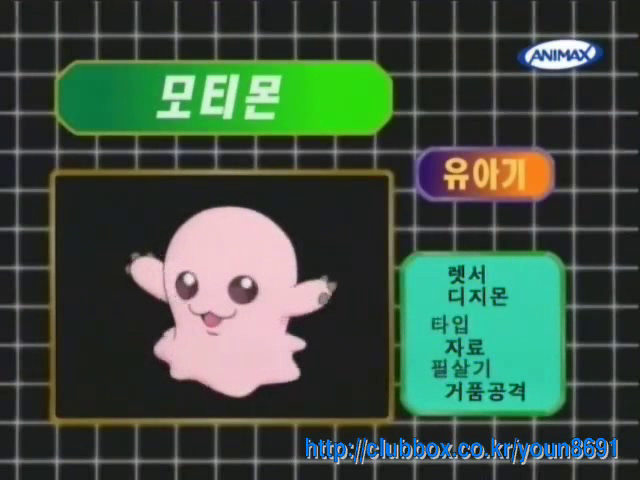 ANIMAX
모티몬
유아기
렛서
디지몬
타입
자료
필살기
거품공격
http://clubbox.co.kr/youn8691